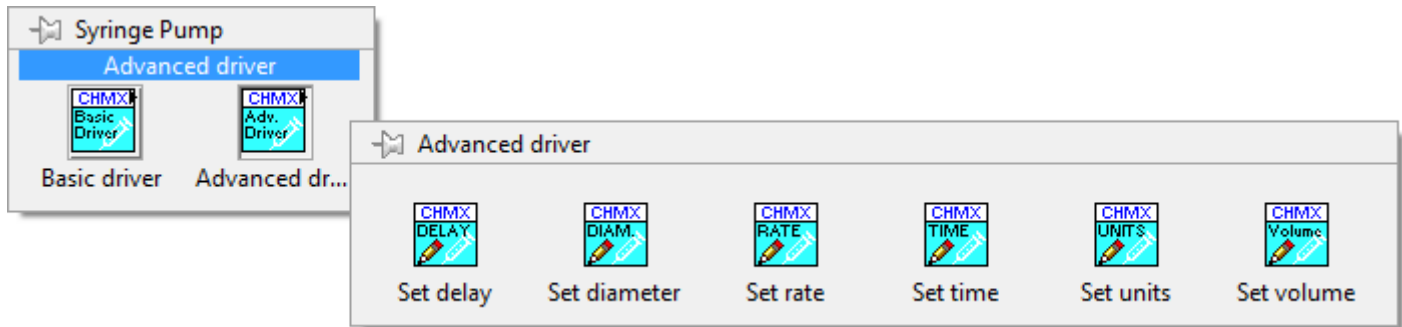 Syringe Pump
Advanced driver
CHMX CHMX
Basic Adv.
Driver Driver
Basic driver Advanced dr...
Advanced driver
CHMX CHMX CHMX CHMX CHMX CHMX
DELAY DIAM. RATE TIME UNITS Volume
Set delay Set diameter Set rate Set time Set units Set volume